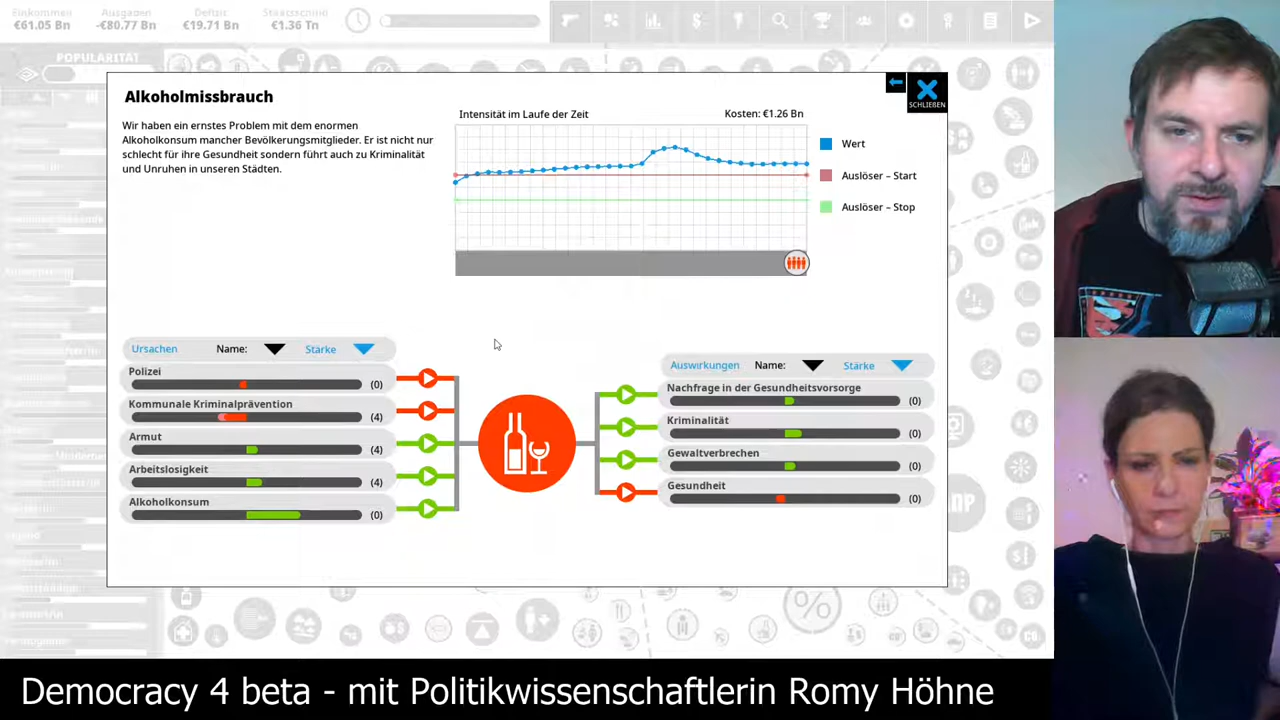 Einkommen
Ausgaben
Defizit
Staatsschuld
€61.05 Bn
-€80.77 Bn
€19.71 Bn
€1.36 Tn
POPULARITÄT
Alkoholmissbrauch
SCHLIEßEN
Wir haben ein ernstes Problem mit dem enormen
Alkoholkonsum mancher Bevölkerungsmitglieder. Er ist nicht nur
schlecht für ihre Gesundheit sondern führt auch zu Kriminalität
und Unruhen in unseren Städten.
Intensität im Laufe der Zeit
Kosten: €1.26 Bn
Wert
Auslöser – Start
Auslöser – Stop
Ursachen
Name:
Stärke
Polizei
(0)
Kommunale Kriminalprävention
(4)
Armut
(4)
Arbeitslosigkeit
(4)
Alkoholkonsum
(0)
Auswirkungen
Name:
Stärke
Nachfrage in der Gesundheitsvorsorge
(0)
Kriminalität
(0)
Gewaltverbrechen
(0)
Gesundheit
(0)
Democracy 4 beta - mit Politikwissenschaftlerin Romy Höhne